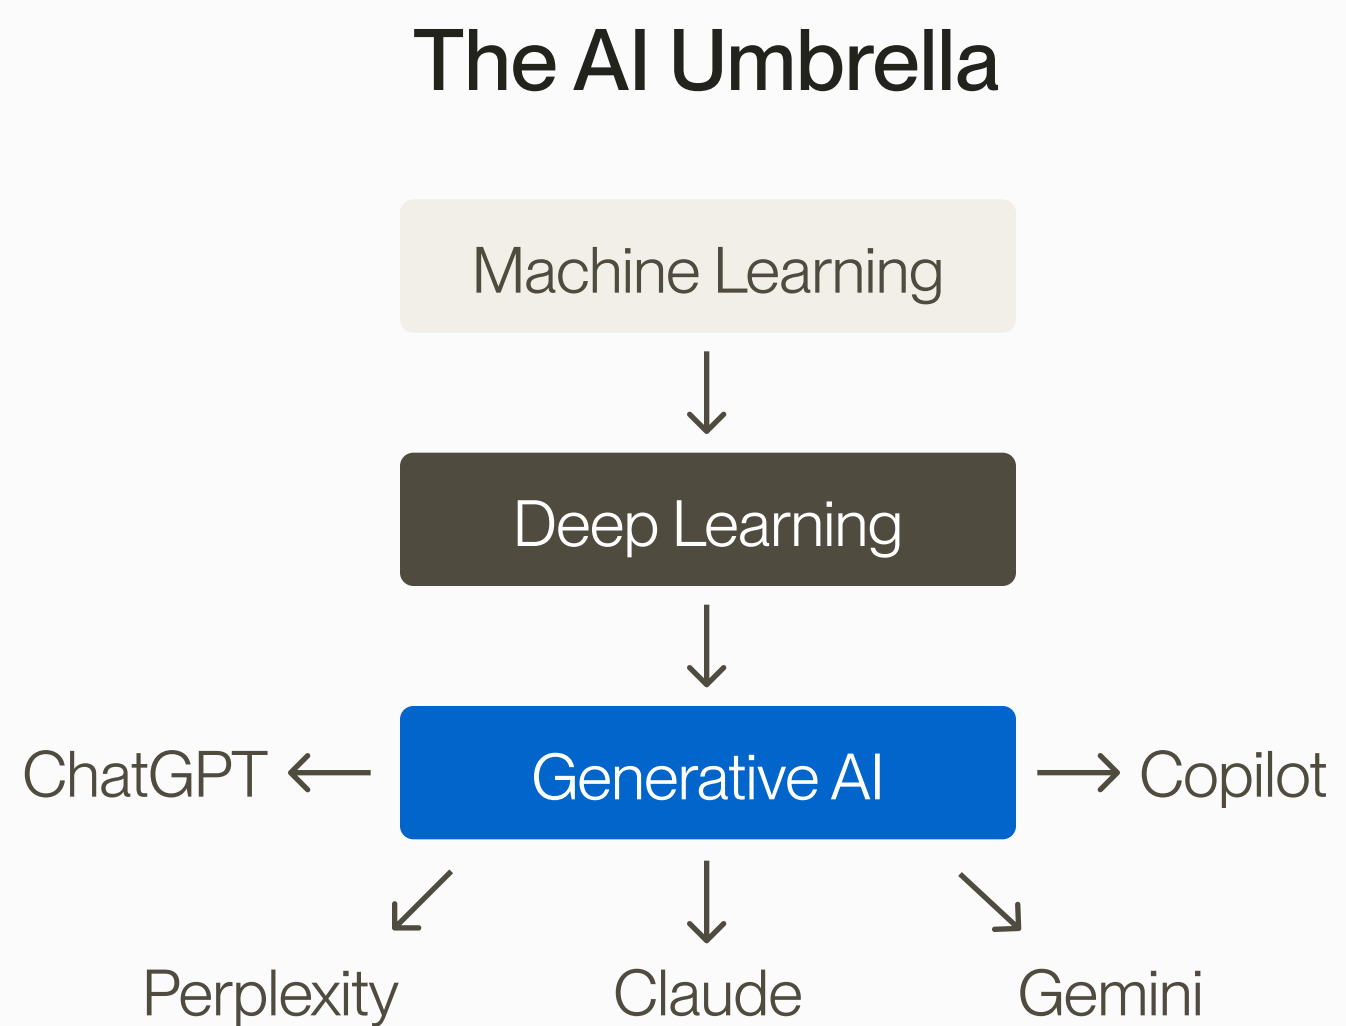 The AI Umbrella
Machine Learning
Deep Learning
Generative AI
ChatGPT
Copilot
Perplexity
Claude
Gemini